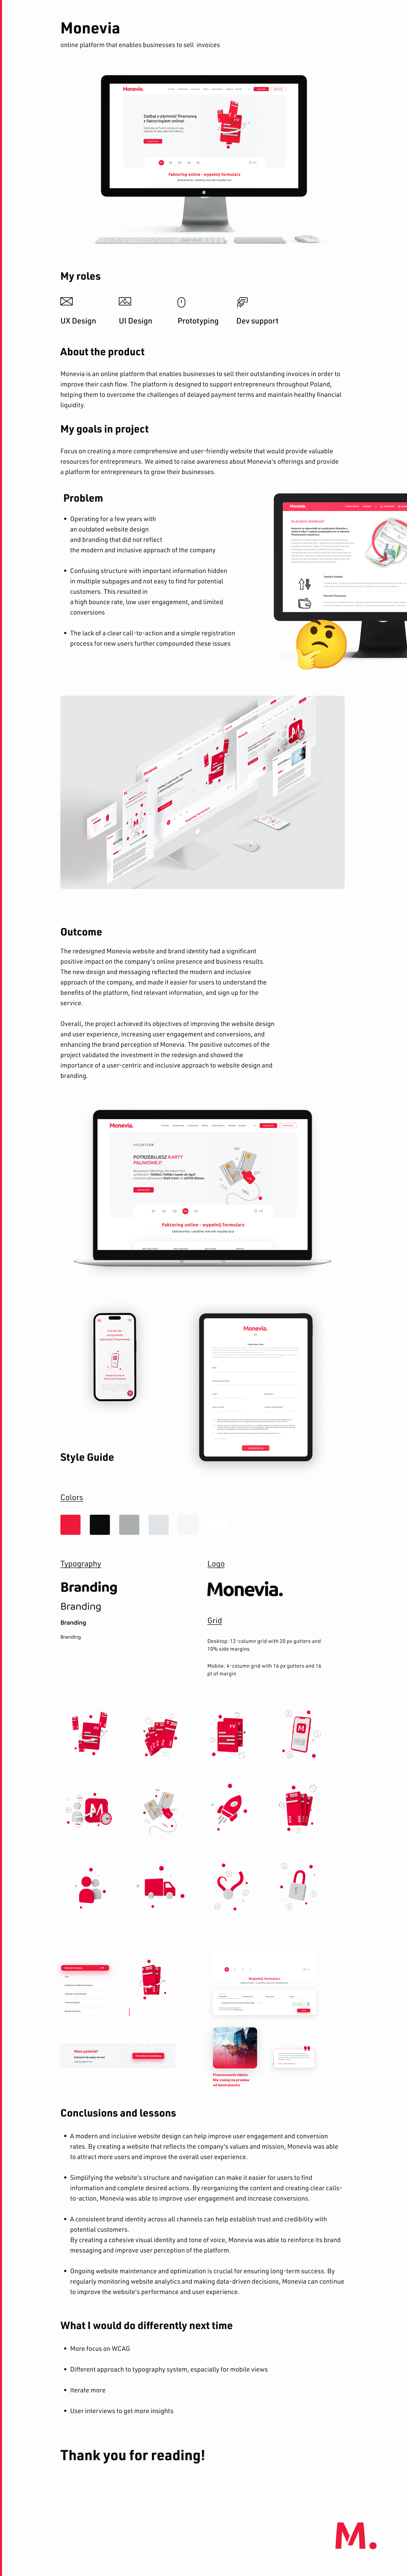 Monevia
online platform that enables businesses to sell invoices
Monevia.
Zadbaj o płynność finansową
z faktoringiem online!
Faktoring online - wypełnij formularz
My roles
UX Design
UI Design
Prototyping
Dev support
About the product
Monevia is an online platform that enables businesses to sell their outstanding invoices in order to
improve their cash flow. The platform is designed to support entrepreneurs throughout Poland,
helping them to overcome the challenges of delayed payment terms and maintain healthy financial
liquidity.
My goals in project
Focus on creating a more comprehensive and user-friendly website that would provide valuable
resources for entrepreneurs. We aimed to raise awareness about Monevia's offerings and provide
a platform for entrepreneurs to grow their businesses.
Problem
• Operating for a few years with
an outdated website design
and branding that did not reflect
the modern and inclusive approach of the company
• Confusing structure with important information hidden
in multiple subpages and not easy to find for potential
customers. This resulted in
a high bounce rate, low user engagement, and limited
conversions
• The lack of a clear call-to-action and a simple registration
process for new users further compounded these issues
Monevia.
Outcome
The redesigned Monevia website and brand identity had a significant
positive impact on the company's online presence and business results.
The new design and messaging reflected the modern and inclusive
approach of the company, and made it easier for users to understand the
benefits of the platform, find relevant information, and sign up for the
service.
Overall, the project achieved its objectives of improving the website design
and user experience, increasing user engagement and conversions, and
enhancing the brand perception of Monevia. The positive outcomes of the
project validated the investment in the redesign and showed the
importance of a user-centric and inclusive approach to website design and
branding.
Monevia.
POTRZEBUJESZ KARTY
PALIWOWEJ?
Faktoring online - wypełnij formularz
Monevia.
Style Guide
Colors
Typography
Logo
Branding
Branding
Branding
Branding
Monevia.
Grid
Desktop: 12-column grid with 20 px gutters and
10% side margins
Mobile: 4-column grid with 16 px gutters and 16
pt of margin
Wypełnij formularz
Masz pytania?
Finansowanie faktur -
Nie czekaj na przelew
od kontrahenta
Conclusions and lessons
• A modern and inclusive website design can help improve user engagement and conversion
rates. By creating a website that reflects the company's values and mission, Monevia was able
to attract more users and improve the overall user experience.
• Simplifying the website's structure and navigation can make it easier for users to find
information and complete desired actions. By reorganizing the content and creating clear calls-
to-action, Monevia was able to improve user engagement and increase conversions.
• A consistent brand identity across all channels can help establish trust and credibility with
potential customers.
By creating a cohesive visual identity and tone of voice, Monevia was able to reinforce its brand
messaging and improve user perception of the platform.
• Ongoing website maintenance and optimization is crucial for ensuring long-term success. By
regularly monitoring website analytics and making data-driven decisions, Monevia can continue
to improve the website's performance and user experience.
What I would do differently next time
• More focus on WCAG
• Different approach to typography system, espacially for mobile views
• Iterate more
• User interviews to get more insights
Thank you for reading!
M.